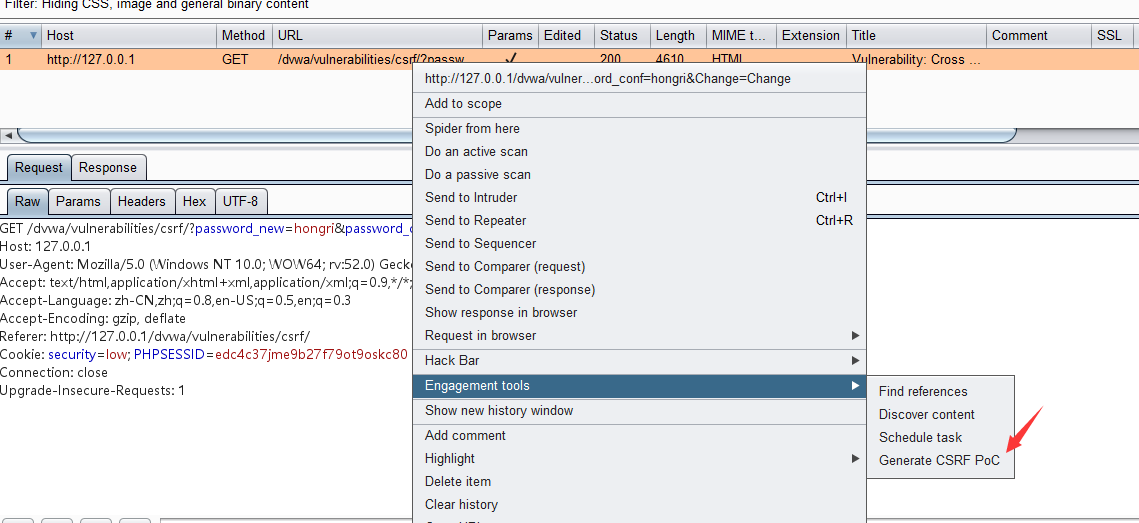 Filter: Hiding CSS, image and general binary content
# Host Method URL Params Edited Status Length MIME t... Extension Title Comment SSL
1 http://127.0.0.1 GET /dvwa/vulnerabilities/csrf/?passw... ✓ 200 4610 HTML Vulnerability: Cross ...
http://127.0.0.1/dvwa/vulner...ord_conf=hongri&Change=Change
Add to scope
Spider from here
Do an active scan
Do a passive scan
Send to Intruder Ctrl+I
Send to Repeater Ctrl+R
Send to Sequencer
Send to Comparer (request)
Send to Comparer (response)
Show response in browser
Request in browser
Hack Bar
Engagement tools
Show new history window
Add comment
Highlight
Delete item
Clear history
Find references
Discover content
Schedule task
Generate CSRF PoC
Request Response
Raw Params Headers Hex UTF-8
GET /dvwa/vulnerabilities/csrf/?password_new=hongri&password_
Host: 127.0.0.1
User-Agent: Mozilla/5.0 (Windows NT 10.0; WOW64; rv:52.0) Geck
Accept: text/html,application/xhtml+xml,application/xml;q=0.9,*/*;
Accept-Language: zh-CN,zh;q=0.8,en-US;q=0.5,en;q=0.3
Accept-Encoding: gzip, deflate
Referer: http://127.0.0.1/dvwa/vulnerabilities/csrf/
Cookie: security=low; PHPSESSID=edc4c37jme9b27f79ot9oskc80
Connection: close
Upgrade-Insecure-Requests: 1